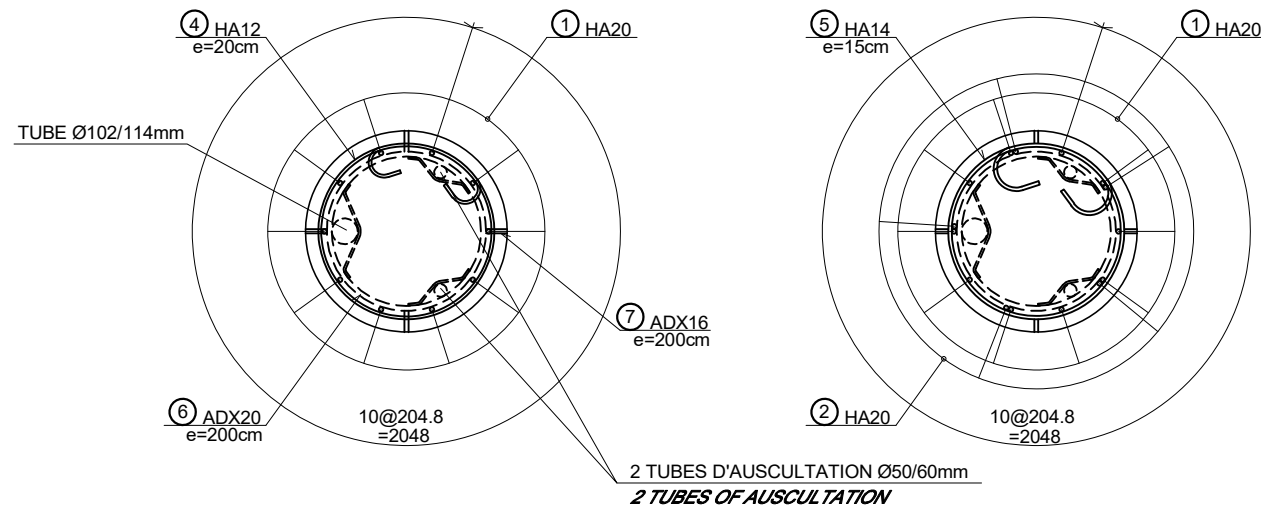 4 HA12
e=20cm
1 HA20
TUBE Ø102/114mm
7 ADX16
e=200cm
6 ADX20
e=200cm
10@204.8
=2048
5 HA14
e=15cm
1 HA20
2 HA20
10@204.8
=2048
2 TUBES D'AUSCULTATION Ø50/60mm
2 TUBES OF AUSCULTATION